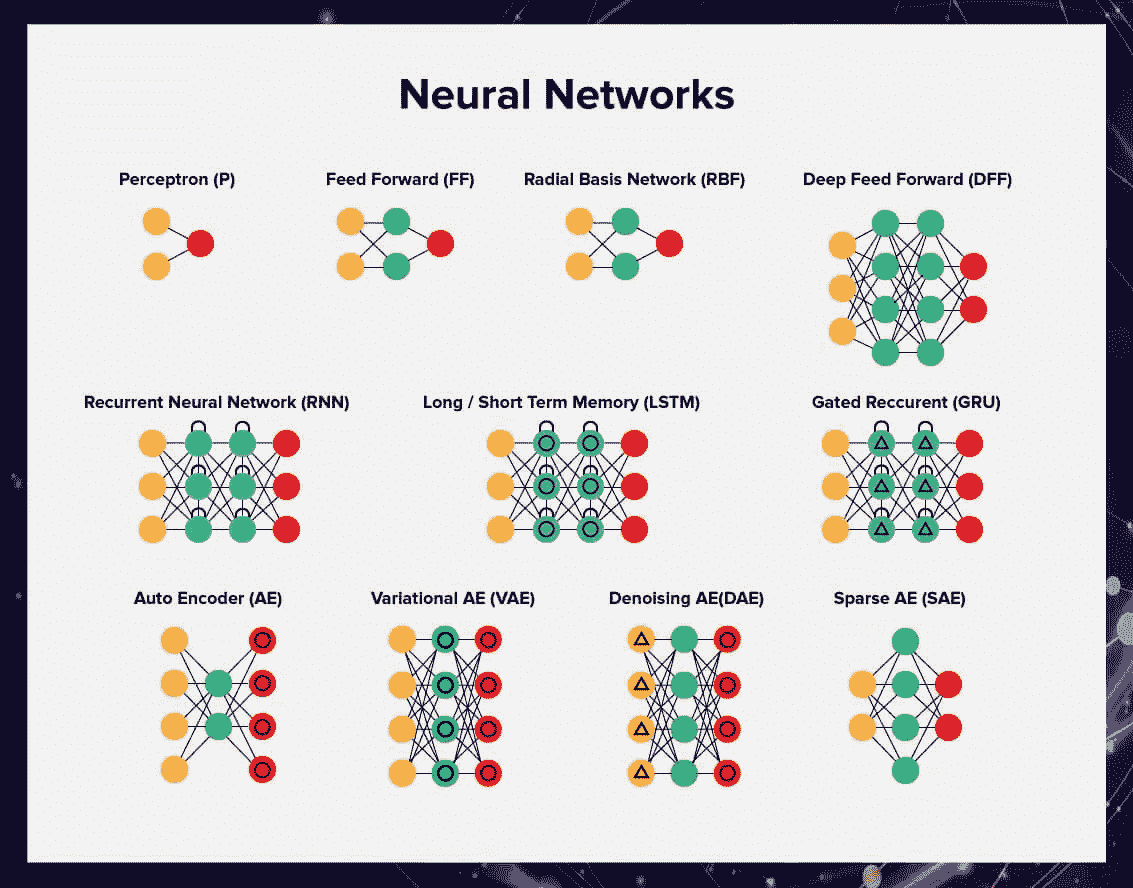 Neural Networks
Perceptron (P)
Feed Forward (FF)
Radial Basis Network (RBF)
Deep Feed Forward (DFF)
Recurrent Neural Network (RNN)
Long / Short Term Memory (LSTM)
Gated Reccurent (GRU)
Auto Encoder (AE)
Variational AE (VAE)
Denoising AE(DAE)
Sparse AE (SAE)